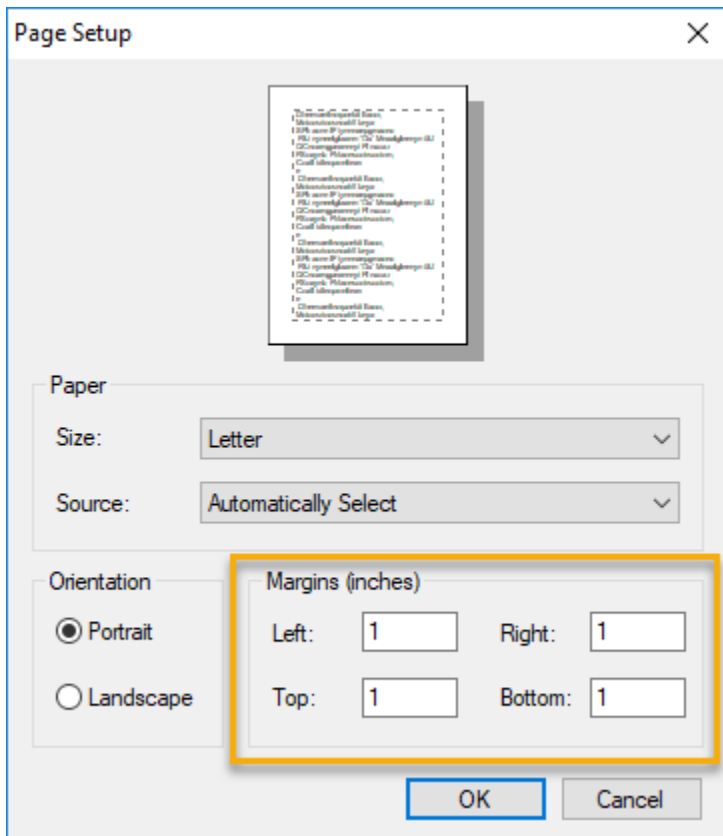 Page Setup
Paper
Size: Letter
Source: Automatically Select
Orientation
Portrait
Landscape
Margins (inches)
Left: 1 Right: 1
Top: 1 Bottom: 1
OK Cancel